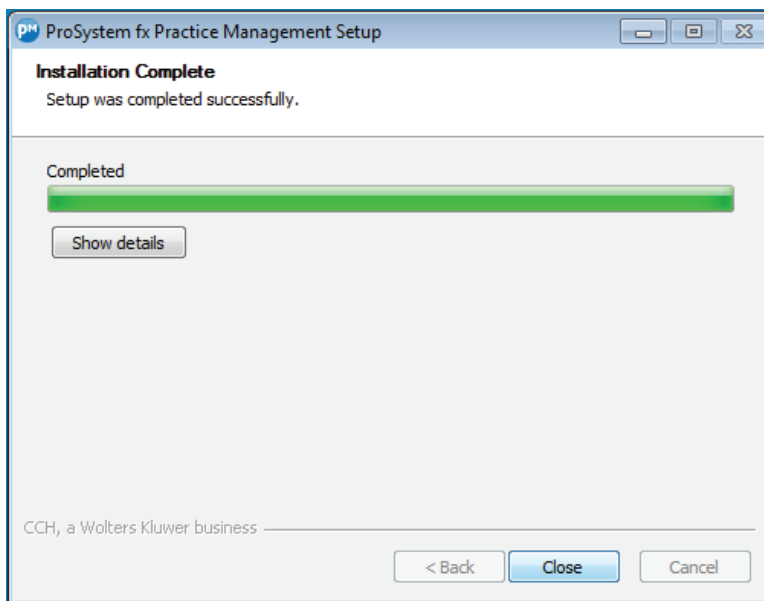 PM ProSystem fx Practice Management Setup
Installation Complete
Setup was completed successfully.
Completed
Show details
CCH, a Wolters Kluwer business
< Back Close Cancel